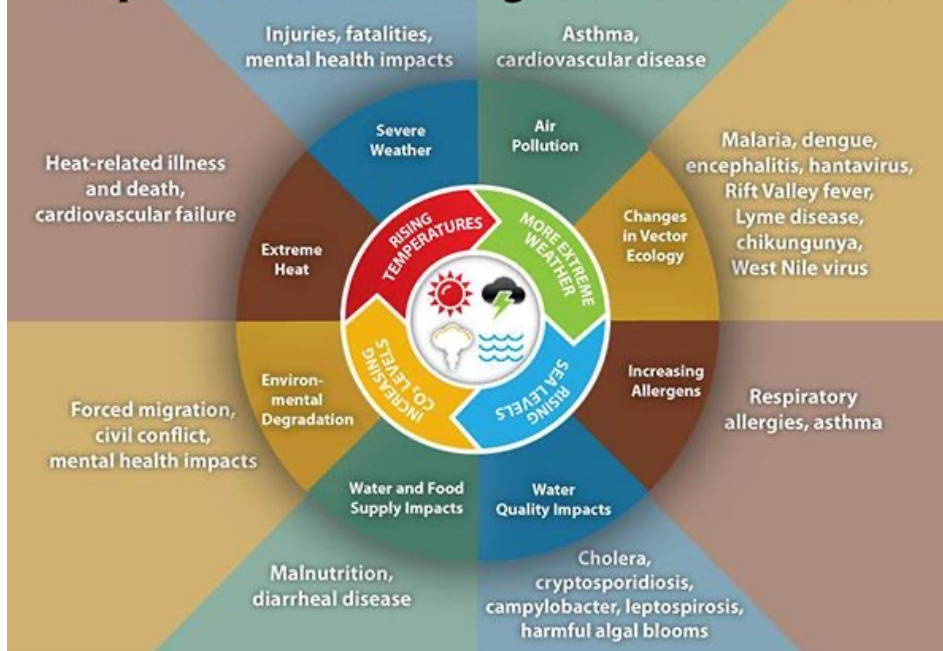 Injuries, fatalities,
mental health impacts
Asthma,
cardiovascular disease
Severe
Weather
Air
Pollution
Heat-related illness
and death,
cardiovascular failure
Malaria, dengue,
encephalitis, hantavirus,
Rift Valley fever,
Lyme disease,
chikungunya,
West Nile virus
Extreme
Heat
Changes
in Vector
Ecology
RISING
TEMPERATURES
MORE EXTREME
WEATHER
INCREASING
CO₂ LEVELS
RISING
SEA LEVELS
Environ-
mental
Degradation
Increasing
Allergens
Forced migration,
civil conflict,
mental health impacts
Respiratory
allergies, asthma
Water and Food
Supply Impacts
Water
Quality Impacts
Malnutrition,
diarrheal disease
Cholera,
cryptosporidiosis,
campylobacter, leptospirosis,
harmful algal blooms